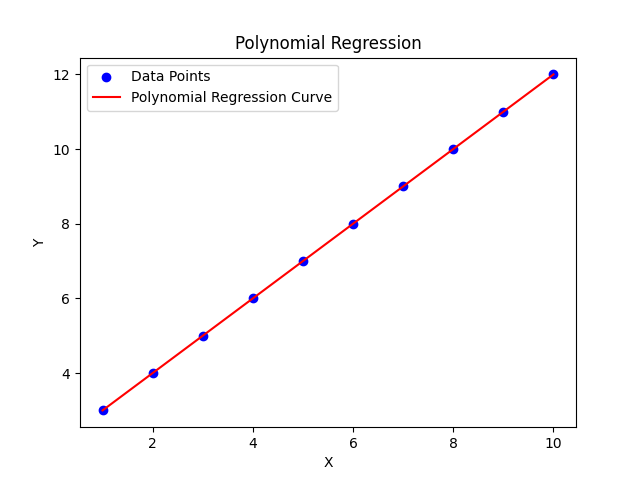 Polynomial Regression
Data Points
Polynomial Regression Curve
12
10
8
6
4
Y
2 4 6 8 10
X